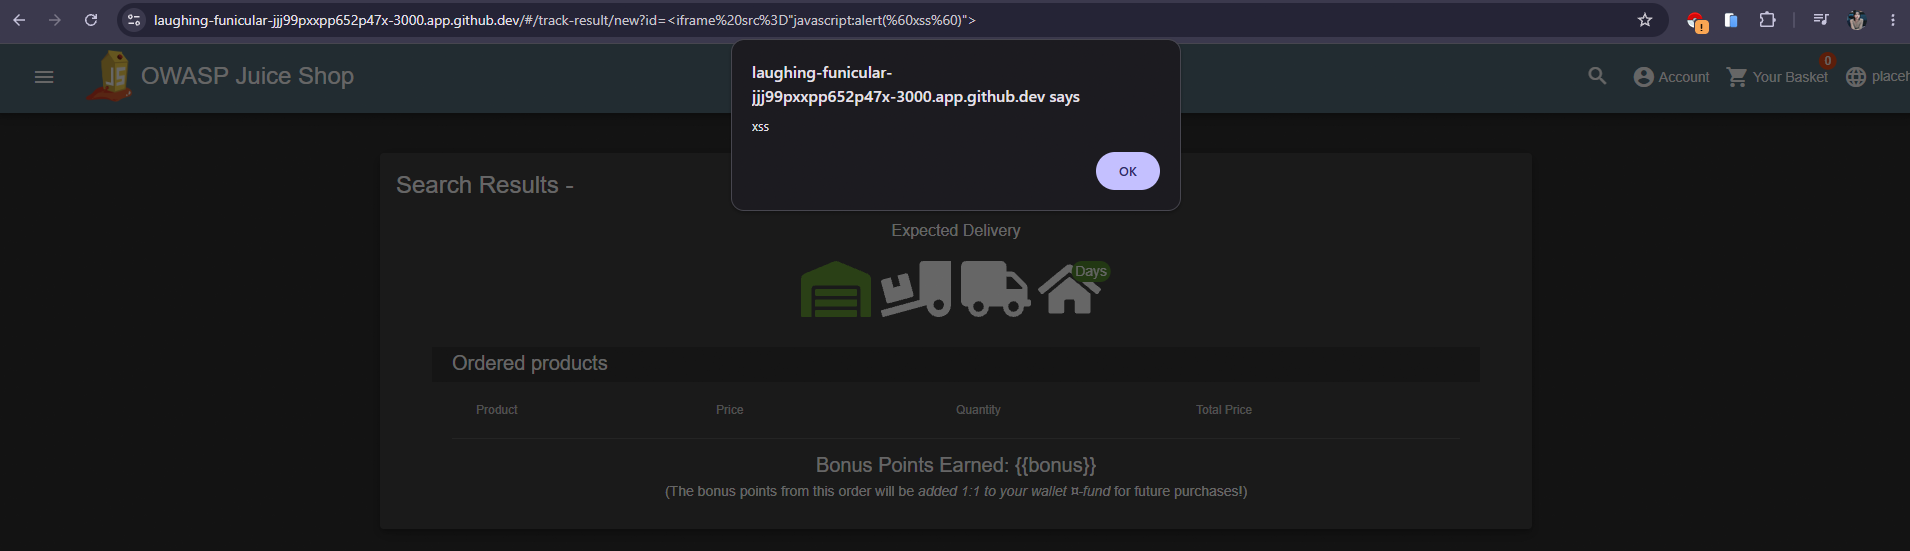 laughing-funicular-jjj99pxxpp652p47x-3000.app.github.dev/#/track-result/new?id=<iframe%20src%3D"javascript:alert(%60xss%60)">
!
JS
OWASP Juice Shop
0
Account
Your Basket
placeh
laughing-funicular-
jjj99pxxpp652p47x-3000.app.github.dev says
xss
OK
Search Results -
Expected Delivery
Days
Ordered products
Product Price Quantity Total Price
Bonus Points Earned: {{bonus}}
(The bonus points from this order will be added 1:1 to your wallet ¤-fund for future purchases!)